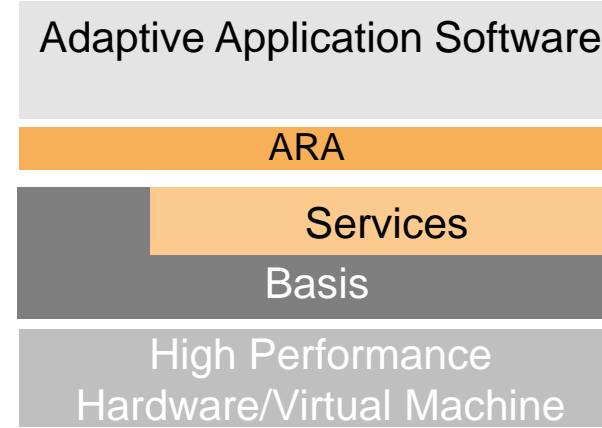 Adaptive Application Software
ARA
Services
Basis
High Performance
Hardware/Virtual Machine